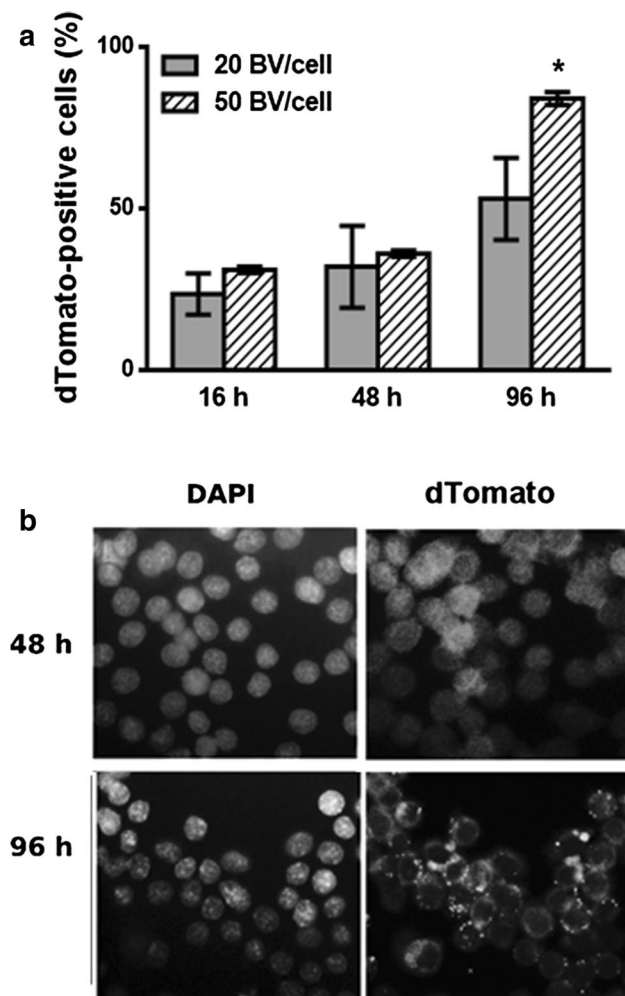 a
dTomato-positive cells (%)
100
50
0
20 BV/cell
50 BV/cell
*
16 h 48 h 96 h
b
DAPI dTomato
48 h
96 h